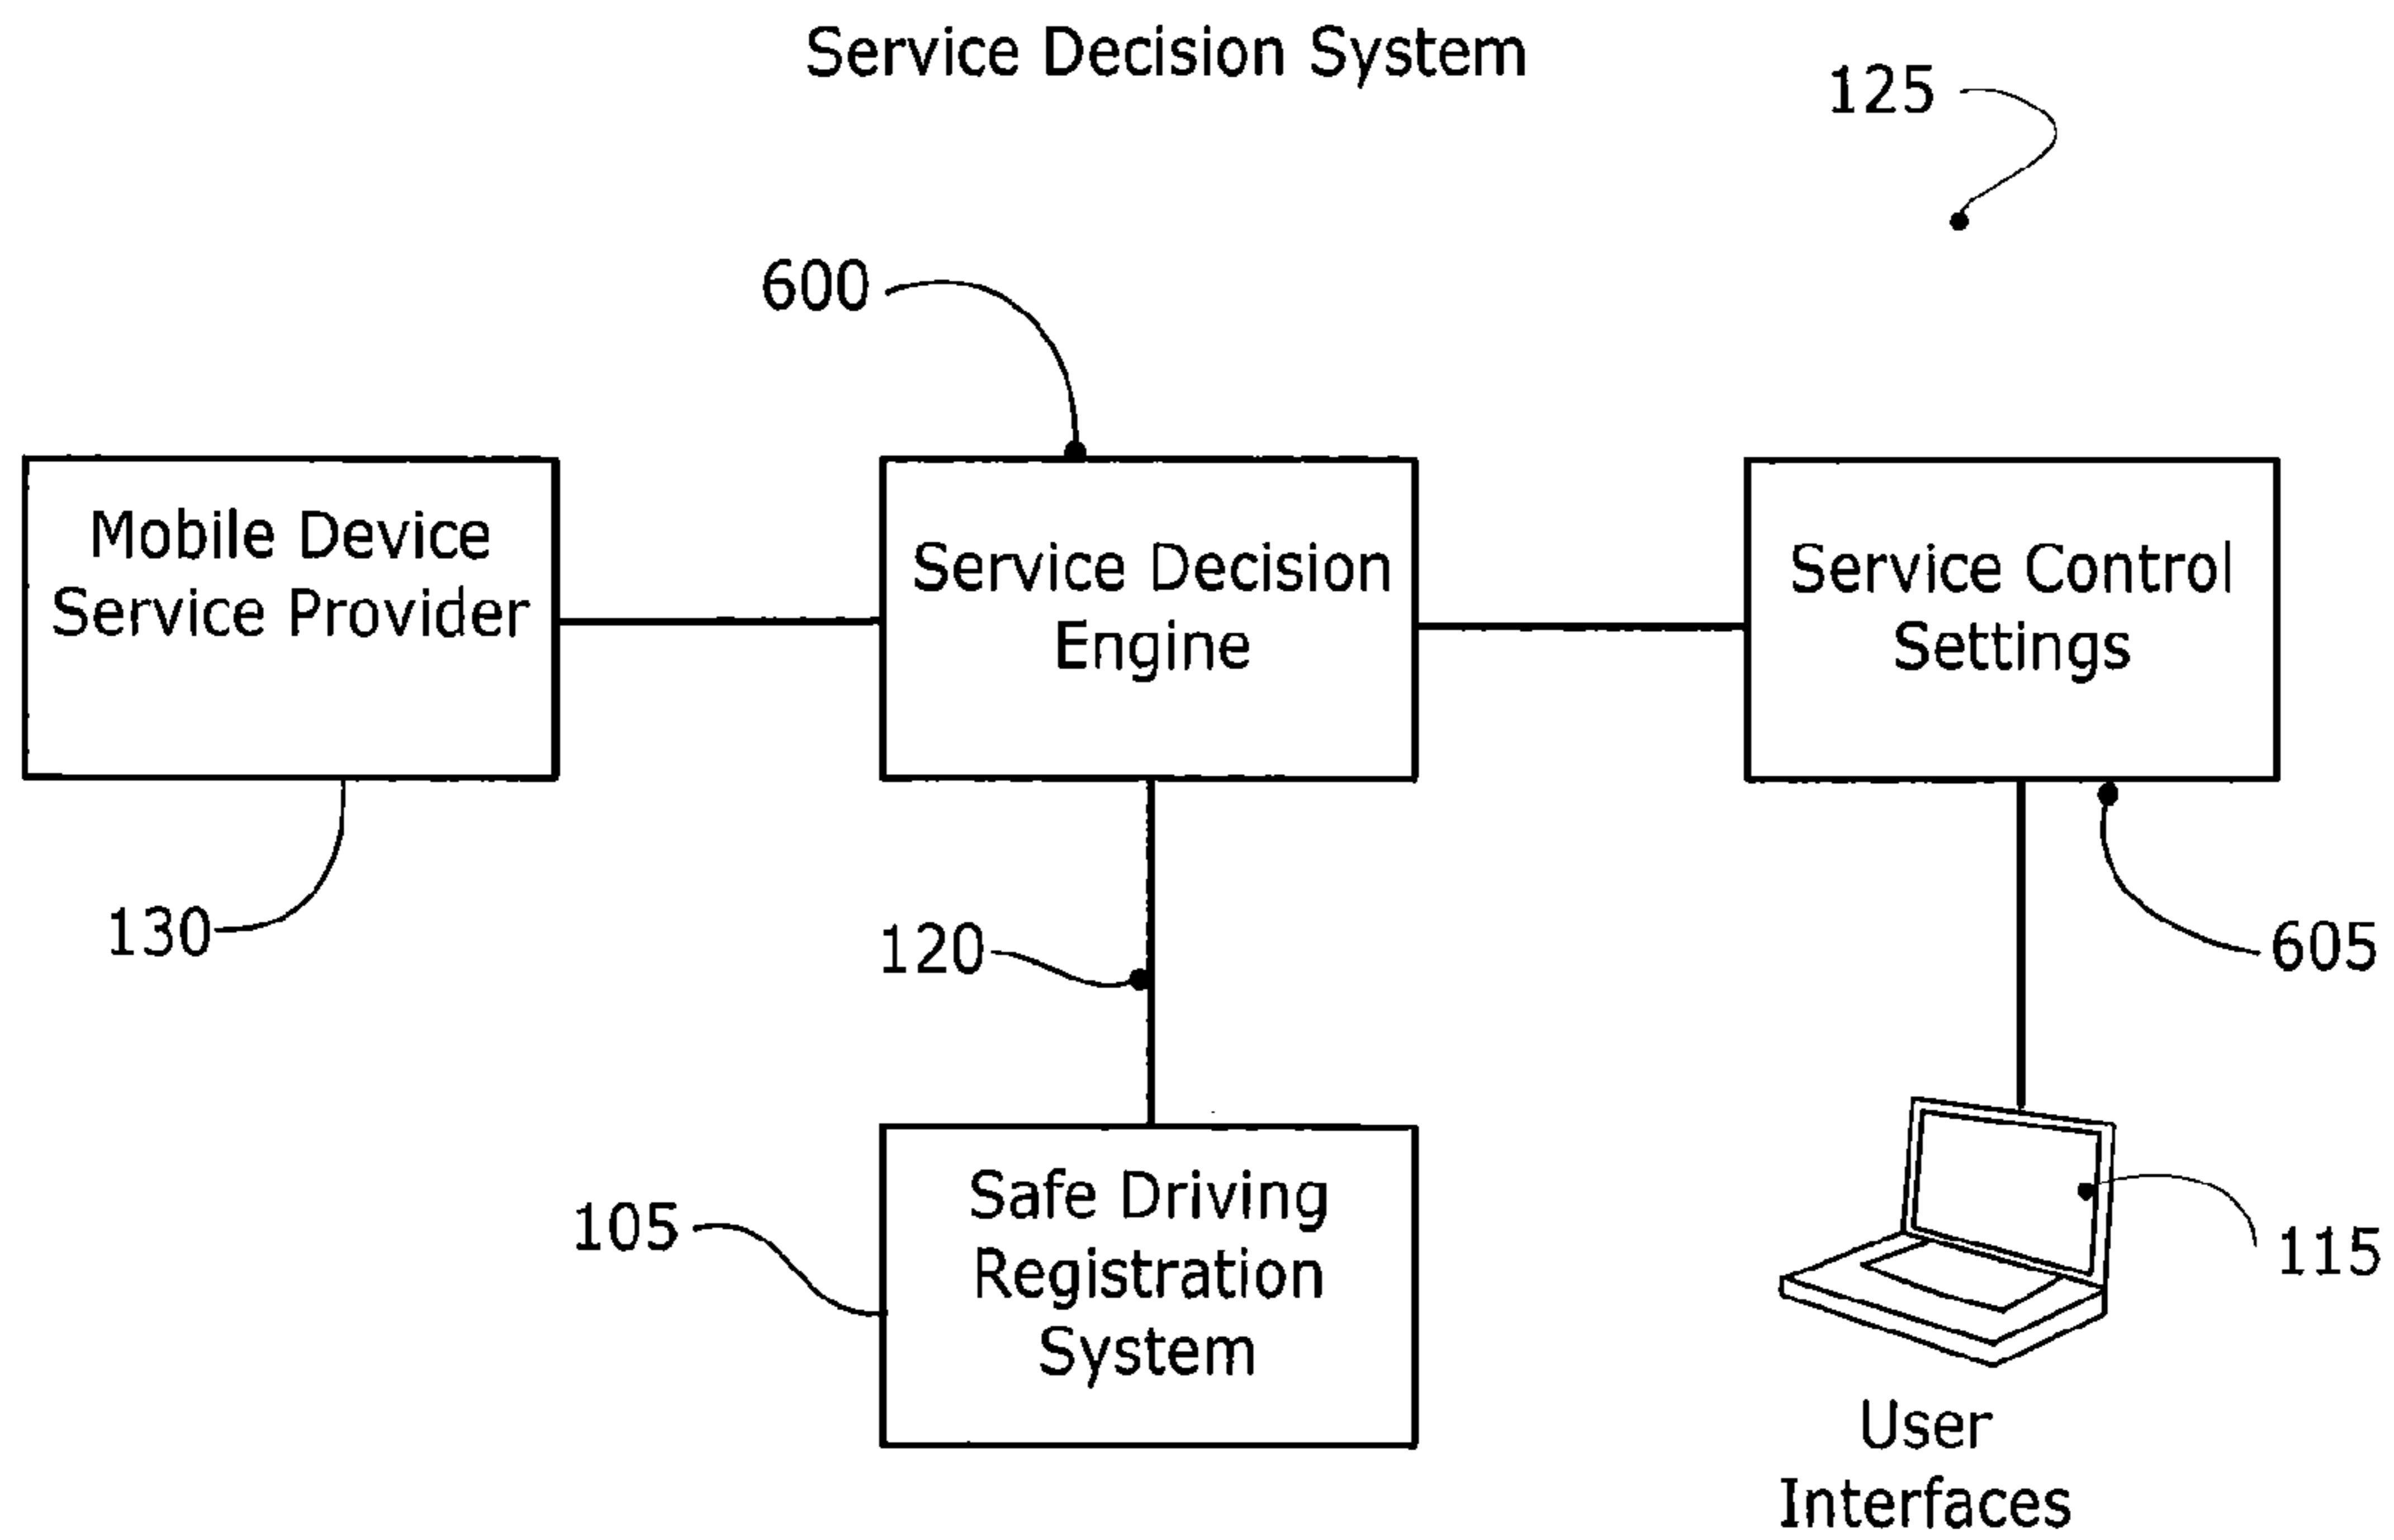 Service Decision System
125
600
Mobile Device
Service Provider
Service Decision
Engine
Service Control
Settings
130
120
605
105
Safe Driving
Registration
System
115
User
Interfaces